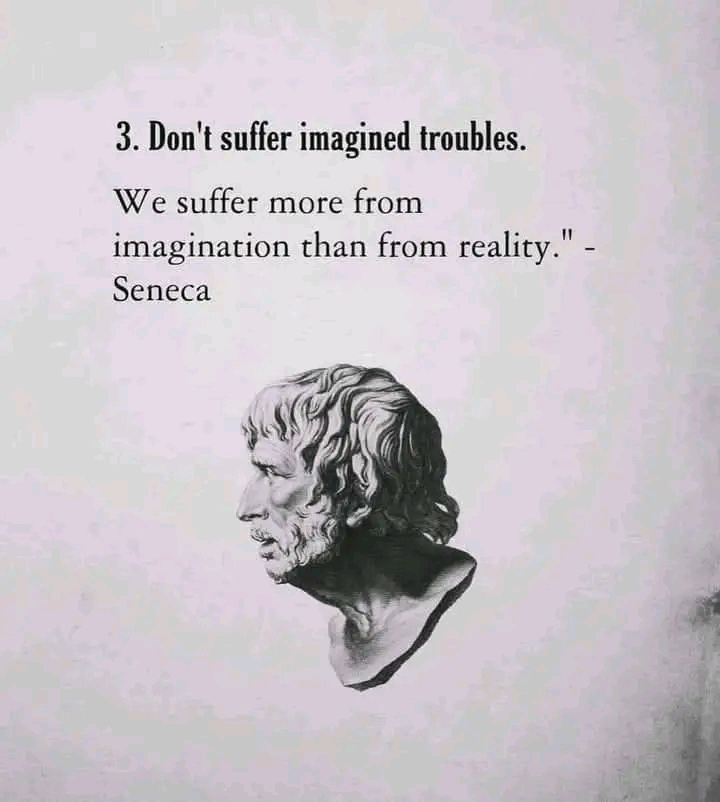 3. Don't suffer imagined troubles.
We suffer more from
imagination than from reality." -
Seneca